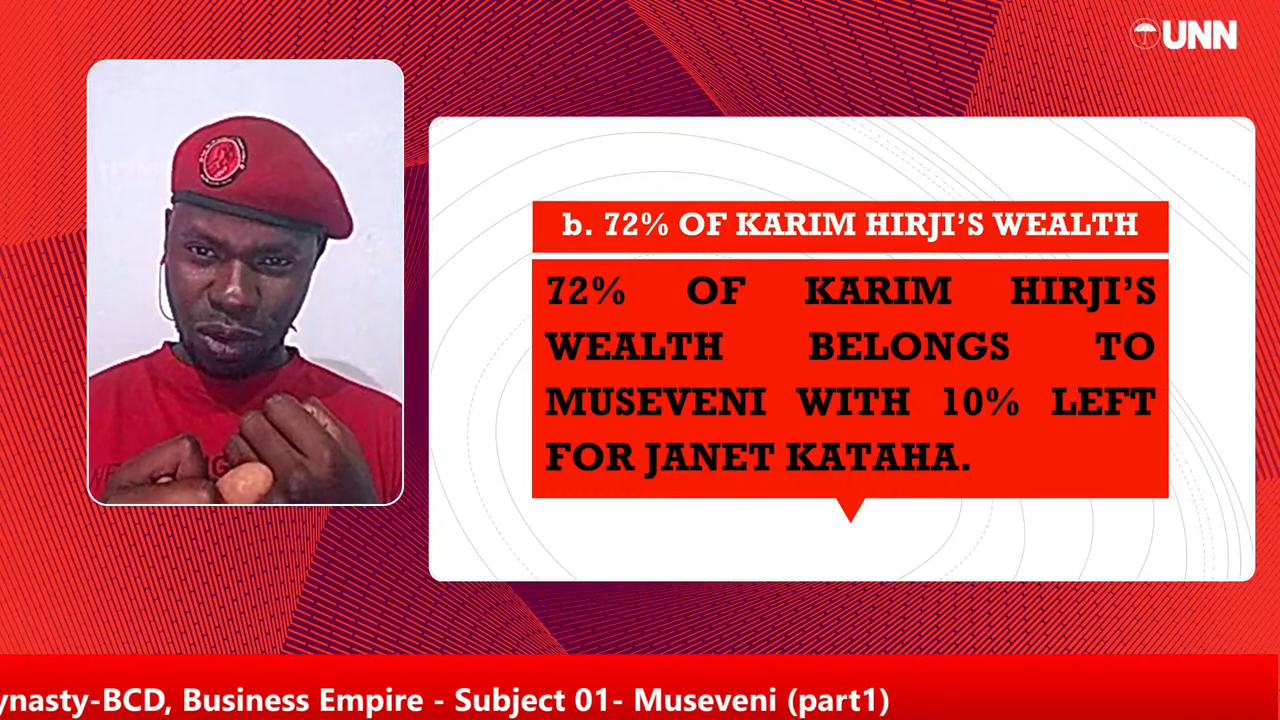 UNN
b. 72% OF KARIM HIRJI’S WEALTH
72% OF KARIM HIRJI’S
WEALTH BELONGS TO
MUSEVENI WITH 10% LEFT
FOR JANET KATAHA.
ynasty-BCD, Business Empire - Subject 01- Museveni (part1)